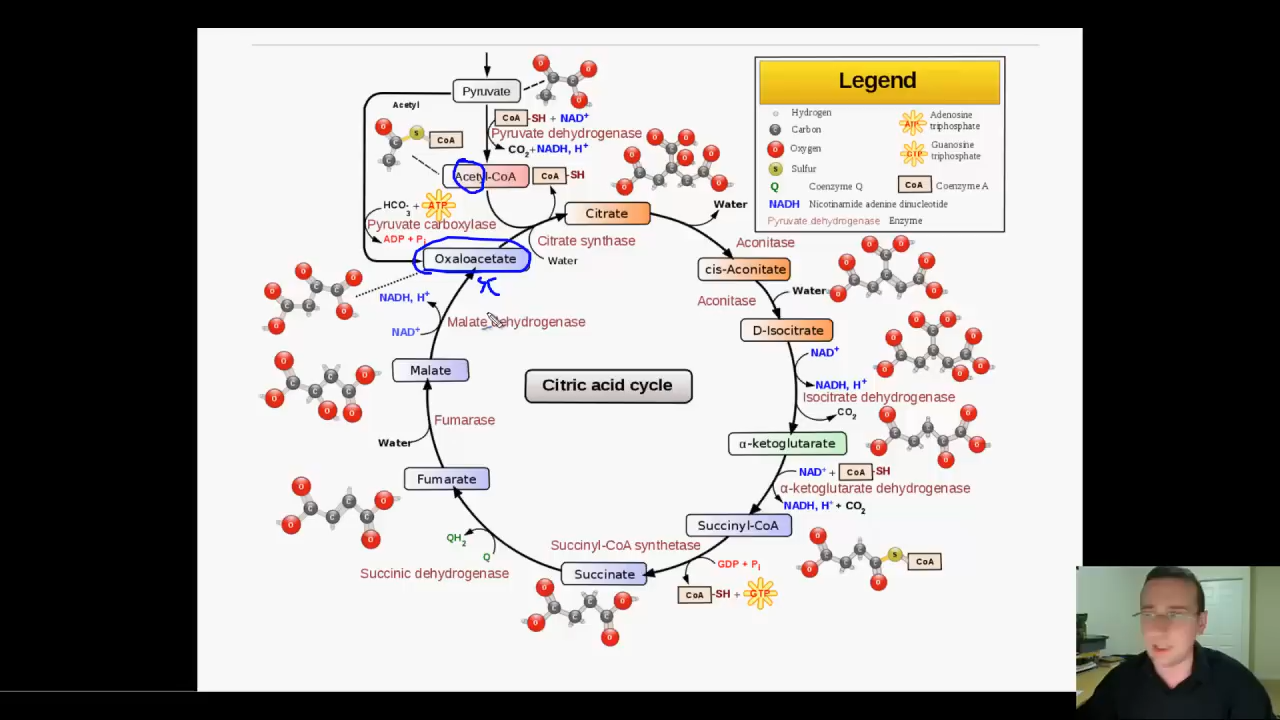 Pyruvate
Acetyl
CoA -SH + NAD+
Pyruvate dehydrogenase
CO2+NADH, H+
S CoA
Acetyl-CoA
CoA -SH
HCO3- + ATP
Pyruvate carboxylase
ADP + Pi
Citrate
Water
Citrate synthase
Water
Oxaloacetate
Aconitase
cis-Aconitate
Water
Aconitase
D-Isocitrate
NAD+
NADH, H+
Isocitrate dehydrogenase
CO2
α-ketoglutarate
NAD+ + CoA -SH
α-ketoglutarate dehydrogenase
NADH, H+ + CO2
Succinyl-CoA
S CoA
Succinyl-CoA synthetase
GDP + Pi
CoA -SH + GTP
Succinate
Succinic dehydrogenase
Q
QH2
Fumarate
Water
Fumarase
Malate
Malate dehydrogenase
NAD+
NADH, H+
Citric acid cycle
Legend
Hydrogen
C Carbon
O Oxygen
S Sulfur
Q Coenzyme Q
NADH Nicotinamide adenine dinucleotide
Pyruvate dehydrogenase Enzyme
ATP Adenosine
triphosphate
GTP Guanosine
triphosphate
CoA Coenzyme A